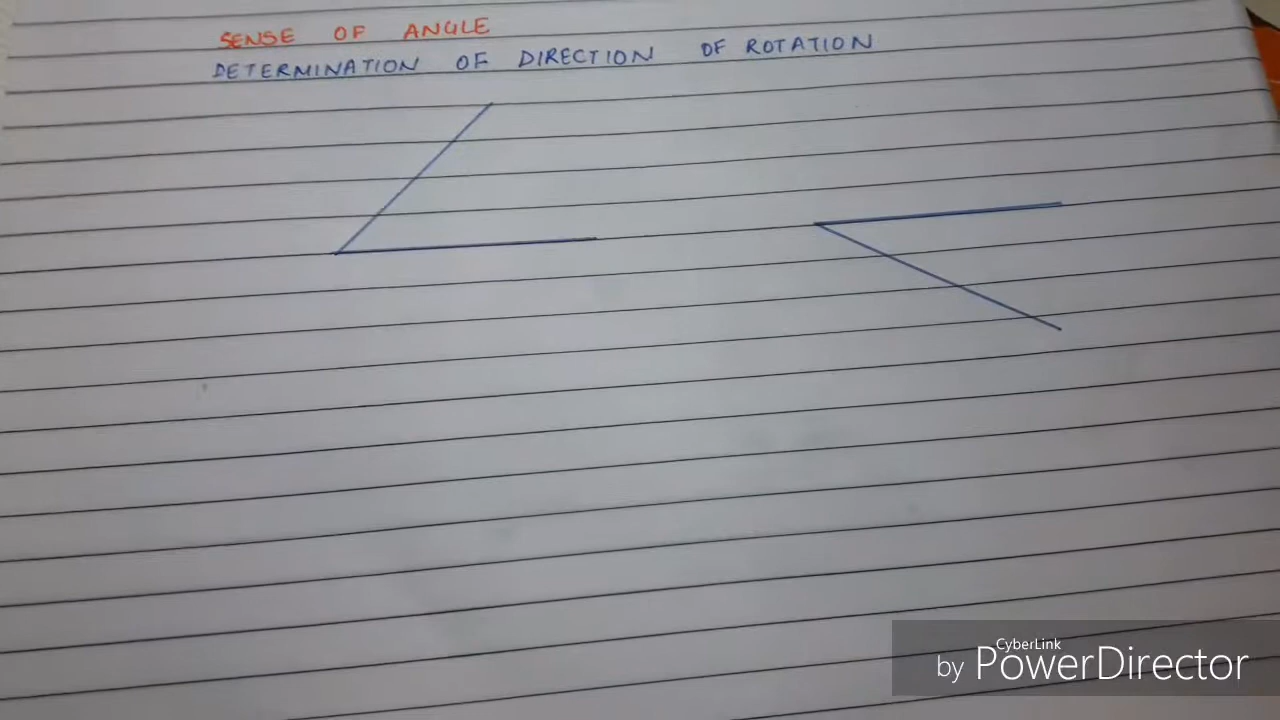 SENSE OF ANGLE
DETERMINATION OF DIRECTION OF ROTATION
CyberLink
by PowerDirector